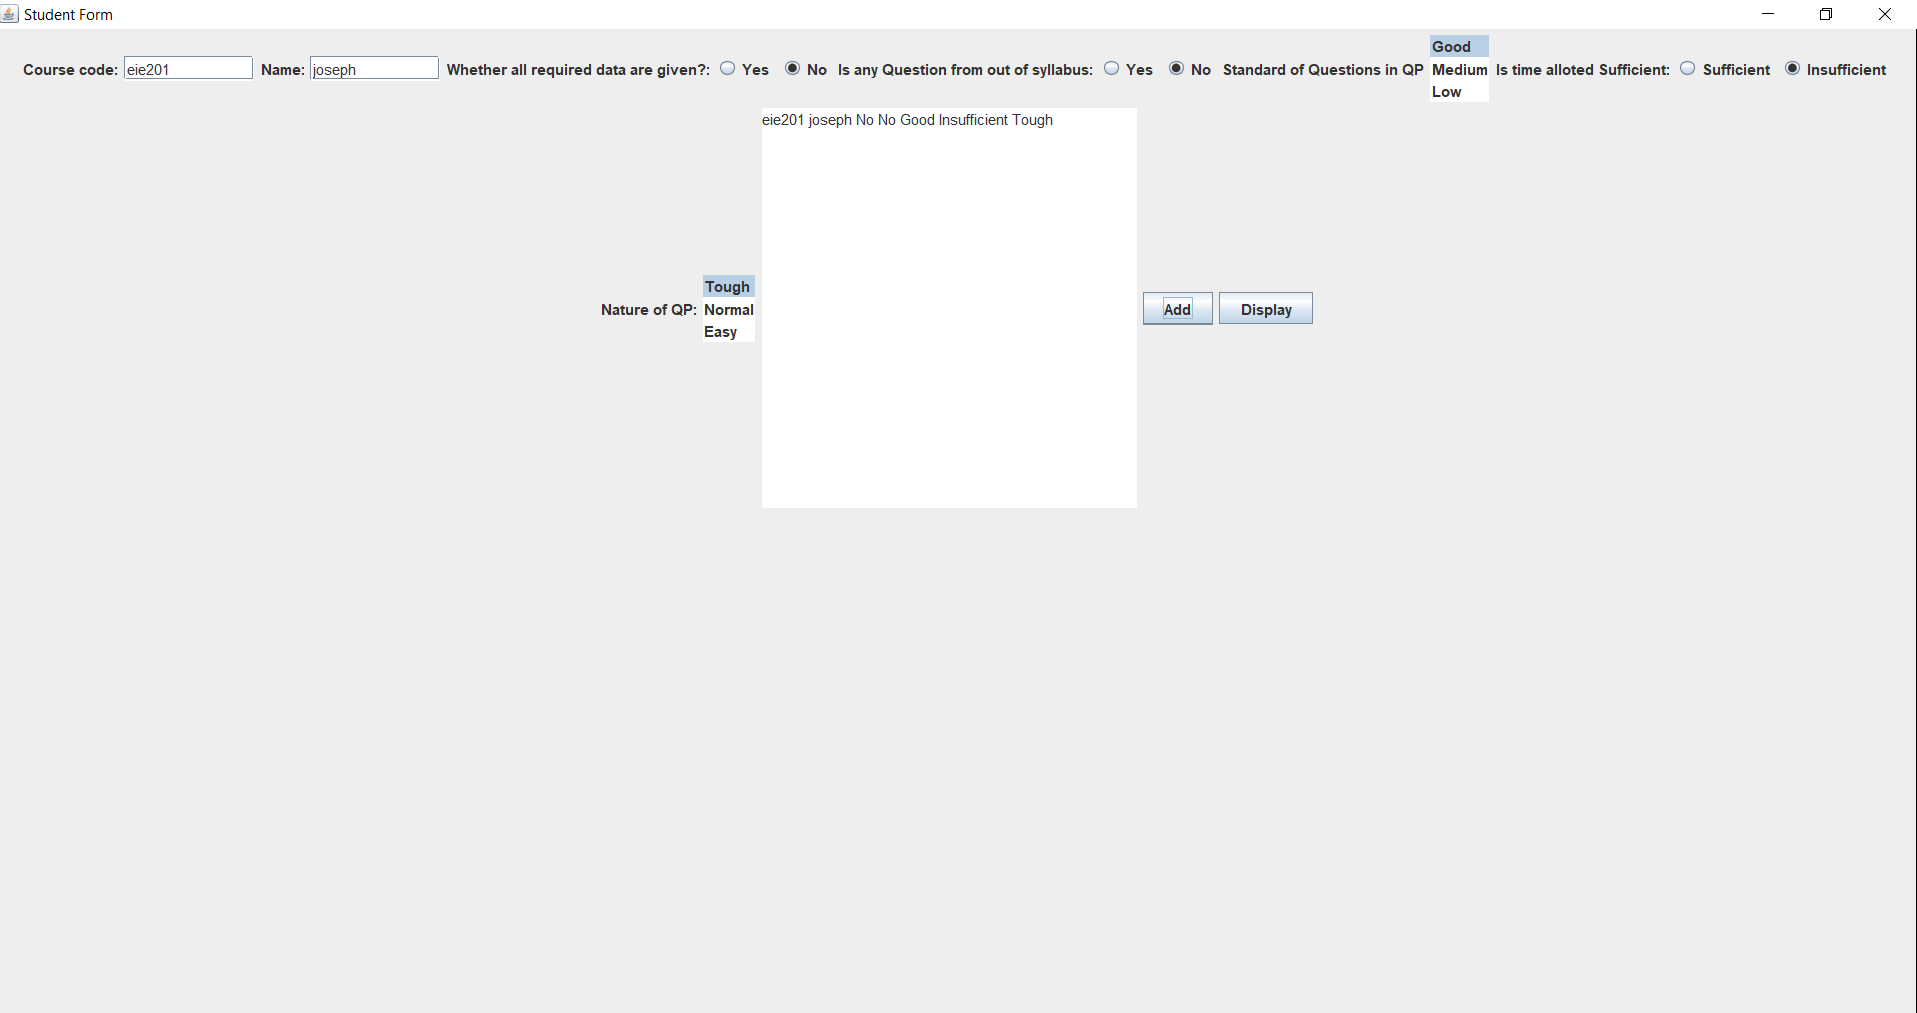 Student Form
Course code: eie201 Name: joseph Whether all required data are given?: Yes No Is any Question from out of syllabus: Yes No Standard of Questions in QP Good Medium Low Is time alloted Sufficient: Sufficient Insufficient
eie201 joseph No No Good Insufficient Tough
Nature of QP: Tough Normal Easy Add Display